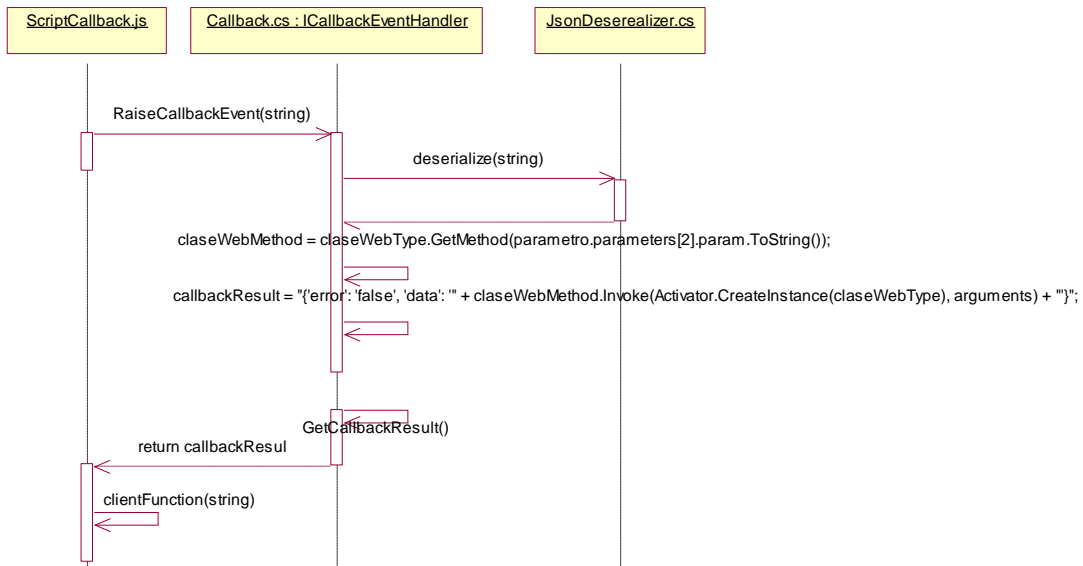 ScriptCallback.js
Callback.cs : ICallbackEventHandler
JsonDeserealizer.cs
RaiseCallbackEvent(string)
deserialize(string)
claseWebMethod = claseWebType.GetMethod(parametro.parameters[2].param.ToString());
callbackResult = "{'error': 'false', 'data': '" + claseWebMethod.Invoke(Activator.CreateInstance(claseWebType), arguments) + "'}";
GetCallbackResult()
return callbackResul
clientFunction(string)